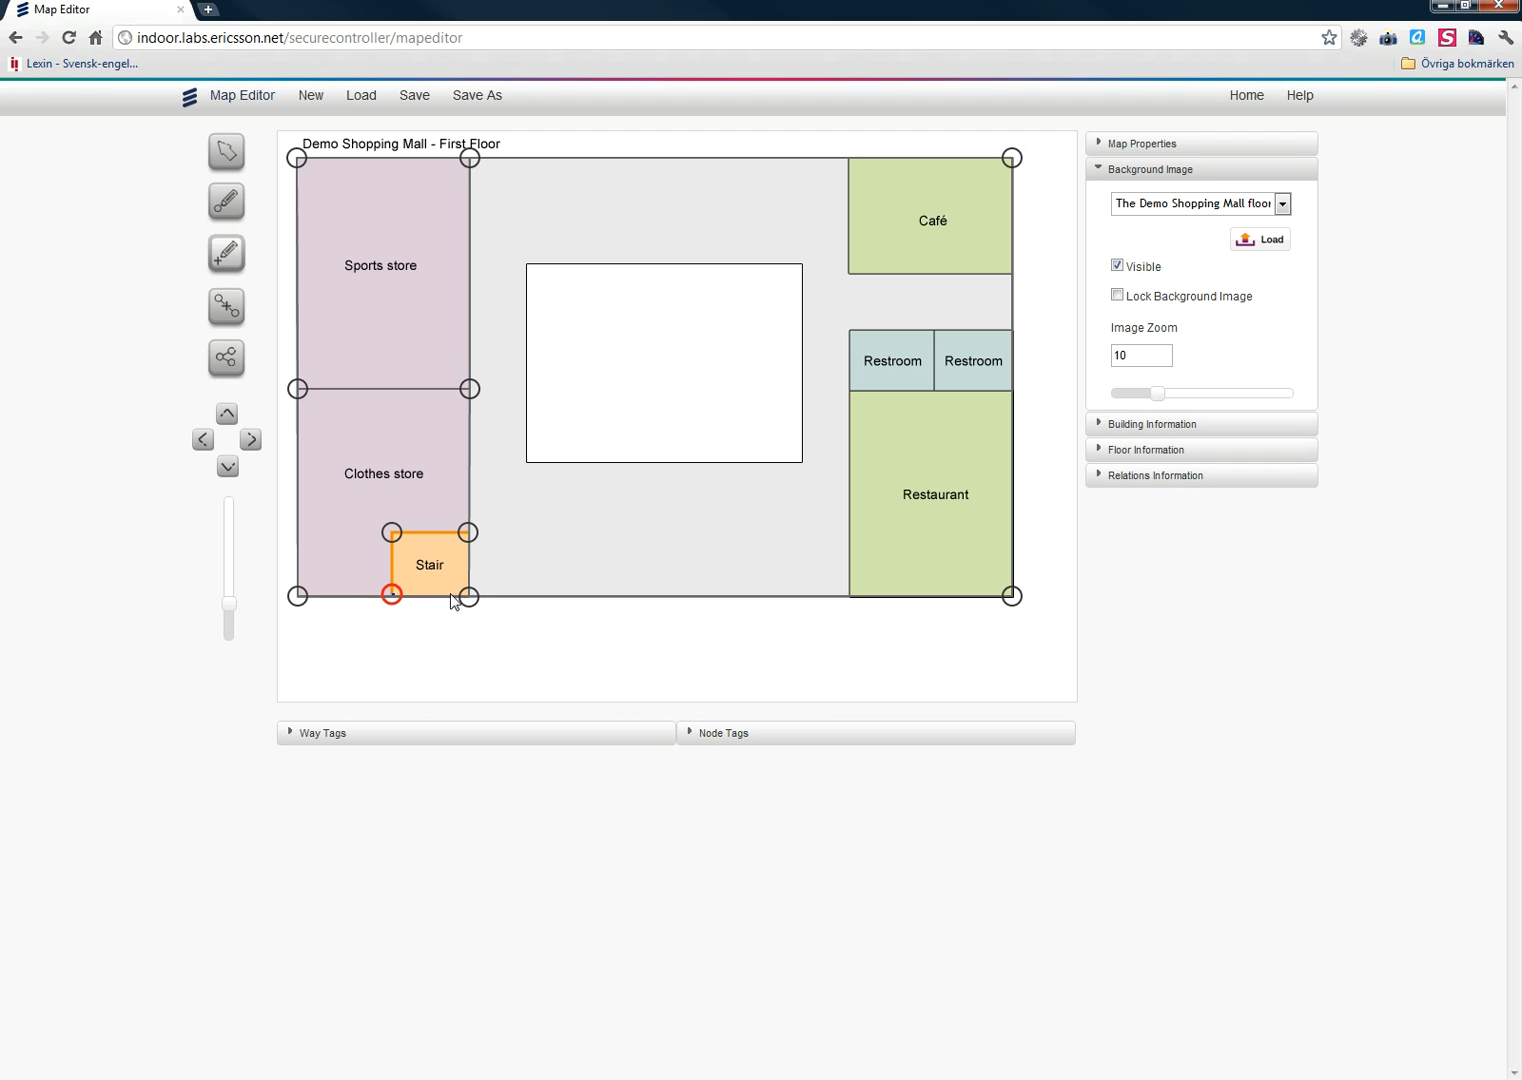 Map Editor
indoor.labs.ericsson.net/securecontroller/mapeditor
Lexin - Svensk-engel...
Övriga bokmärken
Map Editor New Load Save Save As Home Help
Demo Shopping Mall - First Floor
Sports store
Café
Restroom Restroom
Clothes store
Restaurant
Stair
Map Properties
Background Image
The Demo Shopping Mall floor
Load
Visible
Lock Background Image
Image Zoom
10
Building Information
Floor Information
Relations Information
Way Tags Node Tags